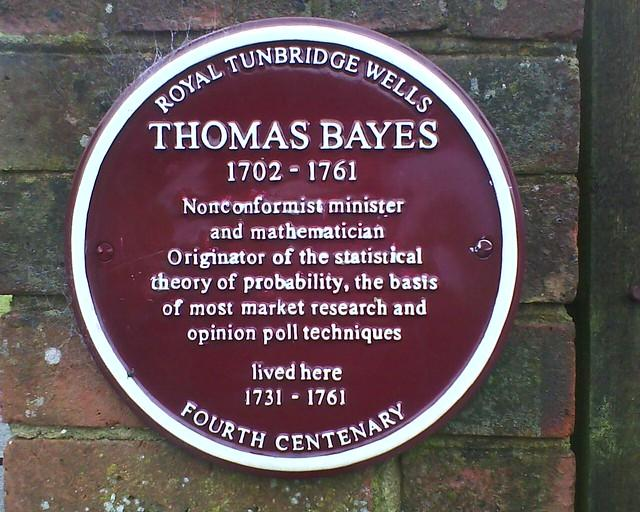 ROYAL TUNBRIDGE WELLS
THOMAS BAYES
1702 - 1761
Nonconformist minister
and mathematician
Originator of the statistical
theory of probability, the basis
of most market research and
opinion poll techniques
lived here
1731 - 1761
FOURTH CENTENARY